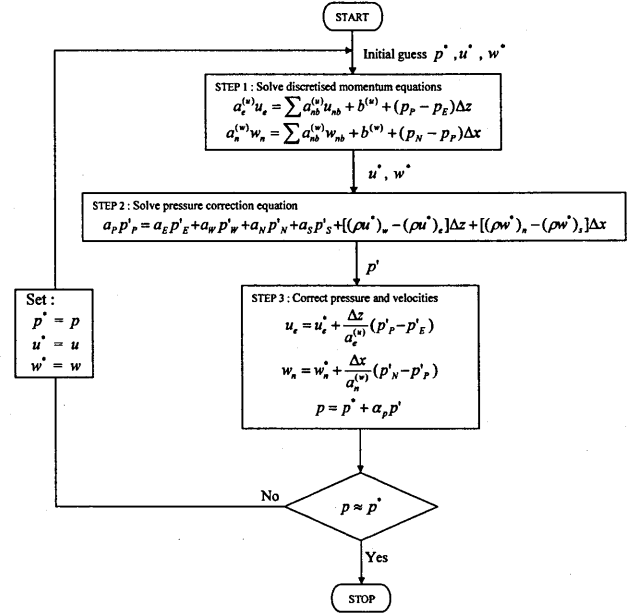 START
Initial guess p* , u* , w*
STEP 1 : Solve discretised momentum equations
a_e^(u) u_e = ∑ a_nb^(u) u_nb + b^(u) + (p_P − p_E)Δz
a_n^(w) w_n = ∑ a_nb^(w) w_nb + b^(w) + (p_N − p_P)Δx
u* , w*
STEP 2 : Solve pressure correction equation
a_P p'_P = a_E p'_E + a_W p'_W + a_N p'_N + a_S p'_S + [(ρu*)_w − (ρu*)_e]Δz + [(ρw*)_n − (ρw*)_s]Δx
p'
STEP 3 : Correct pressure and velocities
u_e = u*_e + Δz/a_e^(u) (p'_P − p'_E)
w_n = w*_n + Δx/a_n^(w) (p'_N − p'_P)
p = p* + α_p p'
Set :
p* = p
u* = u
w* = w
No
p ≈ p*
Yes
STOP